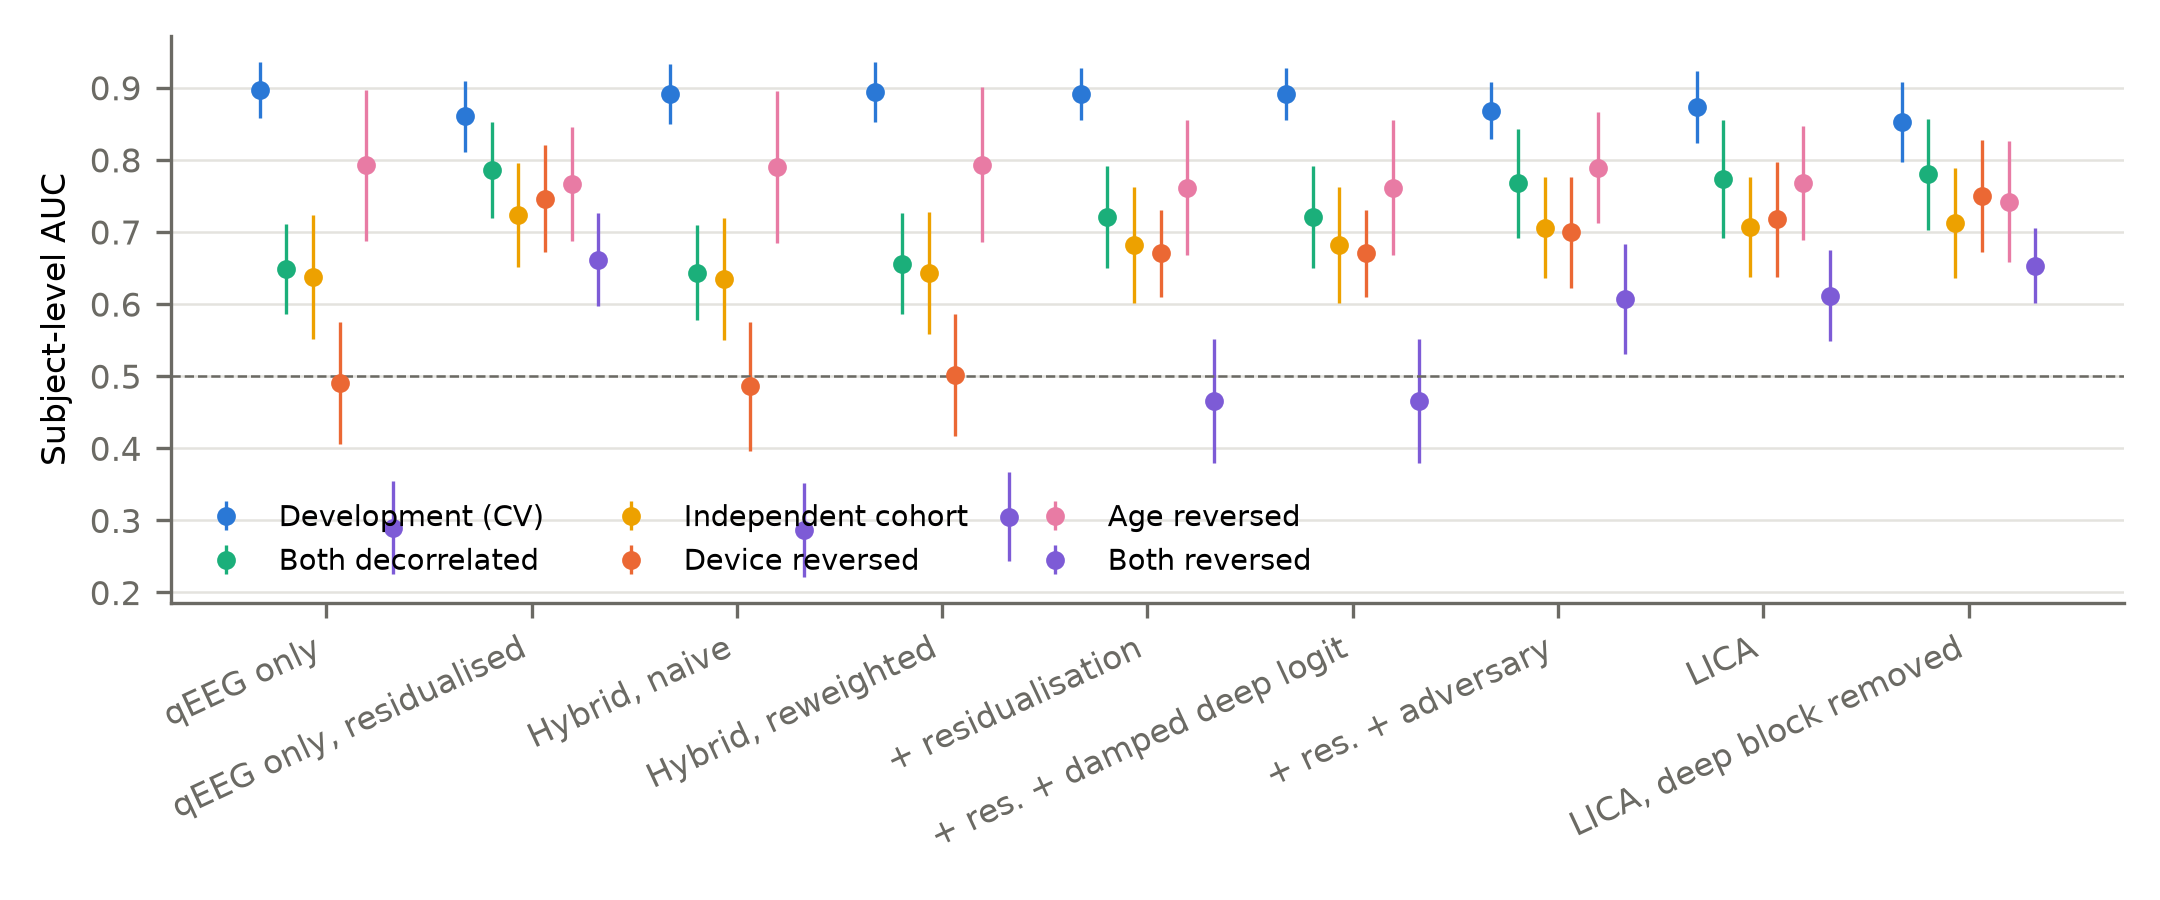 Subject-level AUC
0.9
0.8
0.7
0.6
0.5
0.4
0.3
0.2
Development (CV)
Both decorrelated
Independent cohort
Device reversed
Age reversed
Both reversed
qEEG only
qEEG only, residualised
Hybrid, naive
Hybrid, reweighted
+ residualisation
+ res. + damped deep logit
+ res. + adversary
LICA
LICA, deep block removed